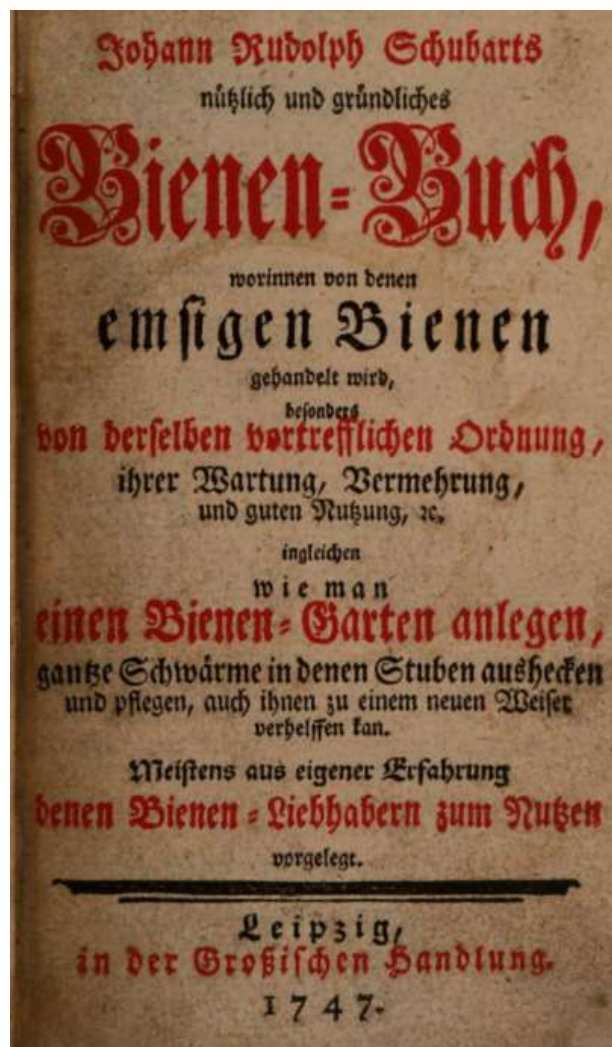 Johann Rudolph Schubarts
nützlich und gründliches
Bienen-Buch,
worinnen von denen
emsigen Bienen
gehandelt wird,
besonders
von derselben vortrefflichen Ordnung,
ihrer Wartung, Vermehrung,
und guten Nutzung, ꝛc.
ingleichen
wie man
einen Bienen-Garten anlegen,
gantze Schwärme in denen Stuben aushecken
und pflegen, auch ihnen zu einem neuen Weiser
verhelffen kan.
Meistens aus eigener Erfahrung
denen Bienen-Liebhabern zum Nutzen
vorgelegt.
Leipzig,
in der Großischen Handlung.
1747.